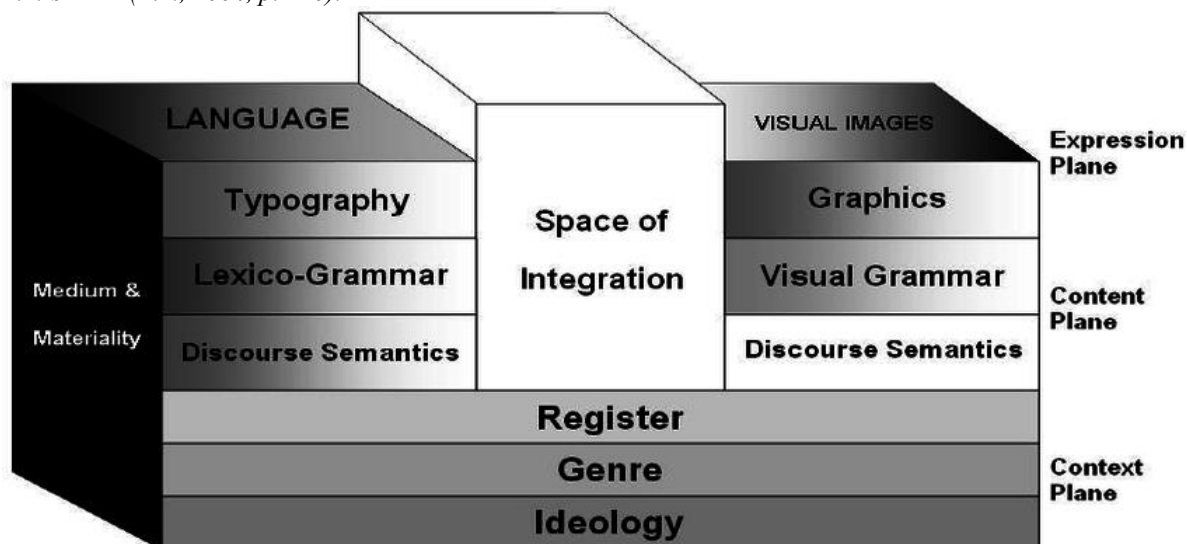 LANGUAGE
VISUAL IMAGES
Expression
Plane
Typography
Graphics
Space of
Integration
Lexico-Grammar
Visual Grammar
Medium &
Materiality
Content
Plane
Discourse Semantics
Discourse Semantics
Register
Genre
Context
Plane
Ideology